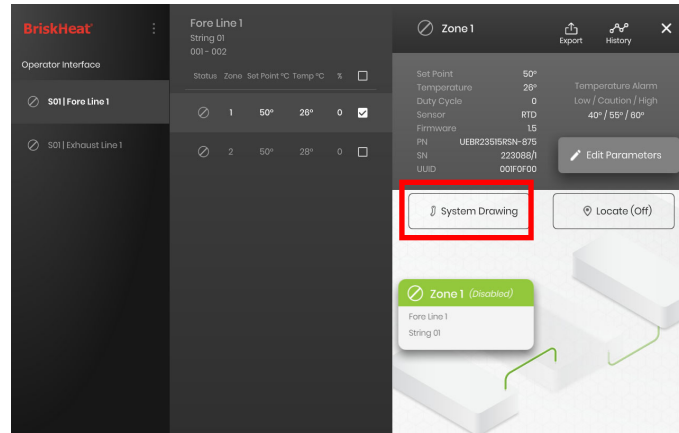 BriskHeat
Operator Interface
S01 | Fore Line 1
S01 | Exhaust Line 1
Fore Line 1
String 01
001 - 002
Status Zone Set Point °C Temp °C % 
1 50° 26° 0
2 50° 28° 0
Zone 1
Export History
Set Point 50°
Temperature 26°
Duty Cycle 0
Sensor RTD
Firmware 1.5
PN UEBR23515RSN-875
SN 223088/1
UUID 001F0F00
Temperature Alarm
Low / Caution / High
40° / 55° / 60°
Edit Parameters
System Drawing
Locate (Off)
Zone 1 (Disabled)
Fore Line 1
String 01